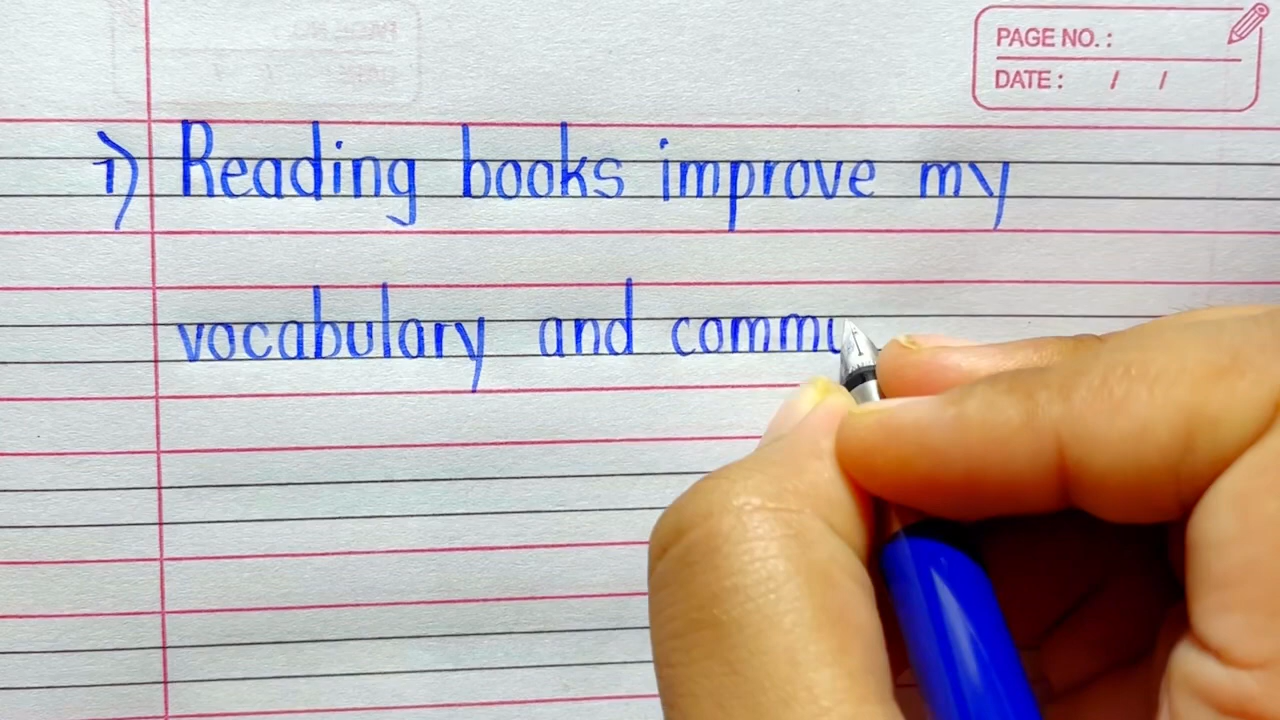 PAGE NO. :
DATE : / /
1) Reading books improve my
vocabulary and commu